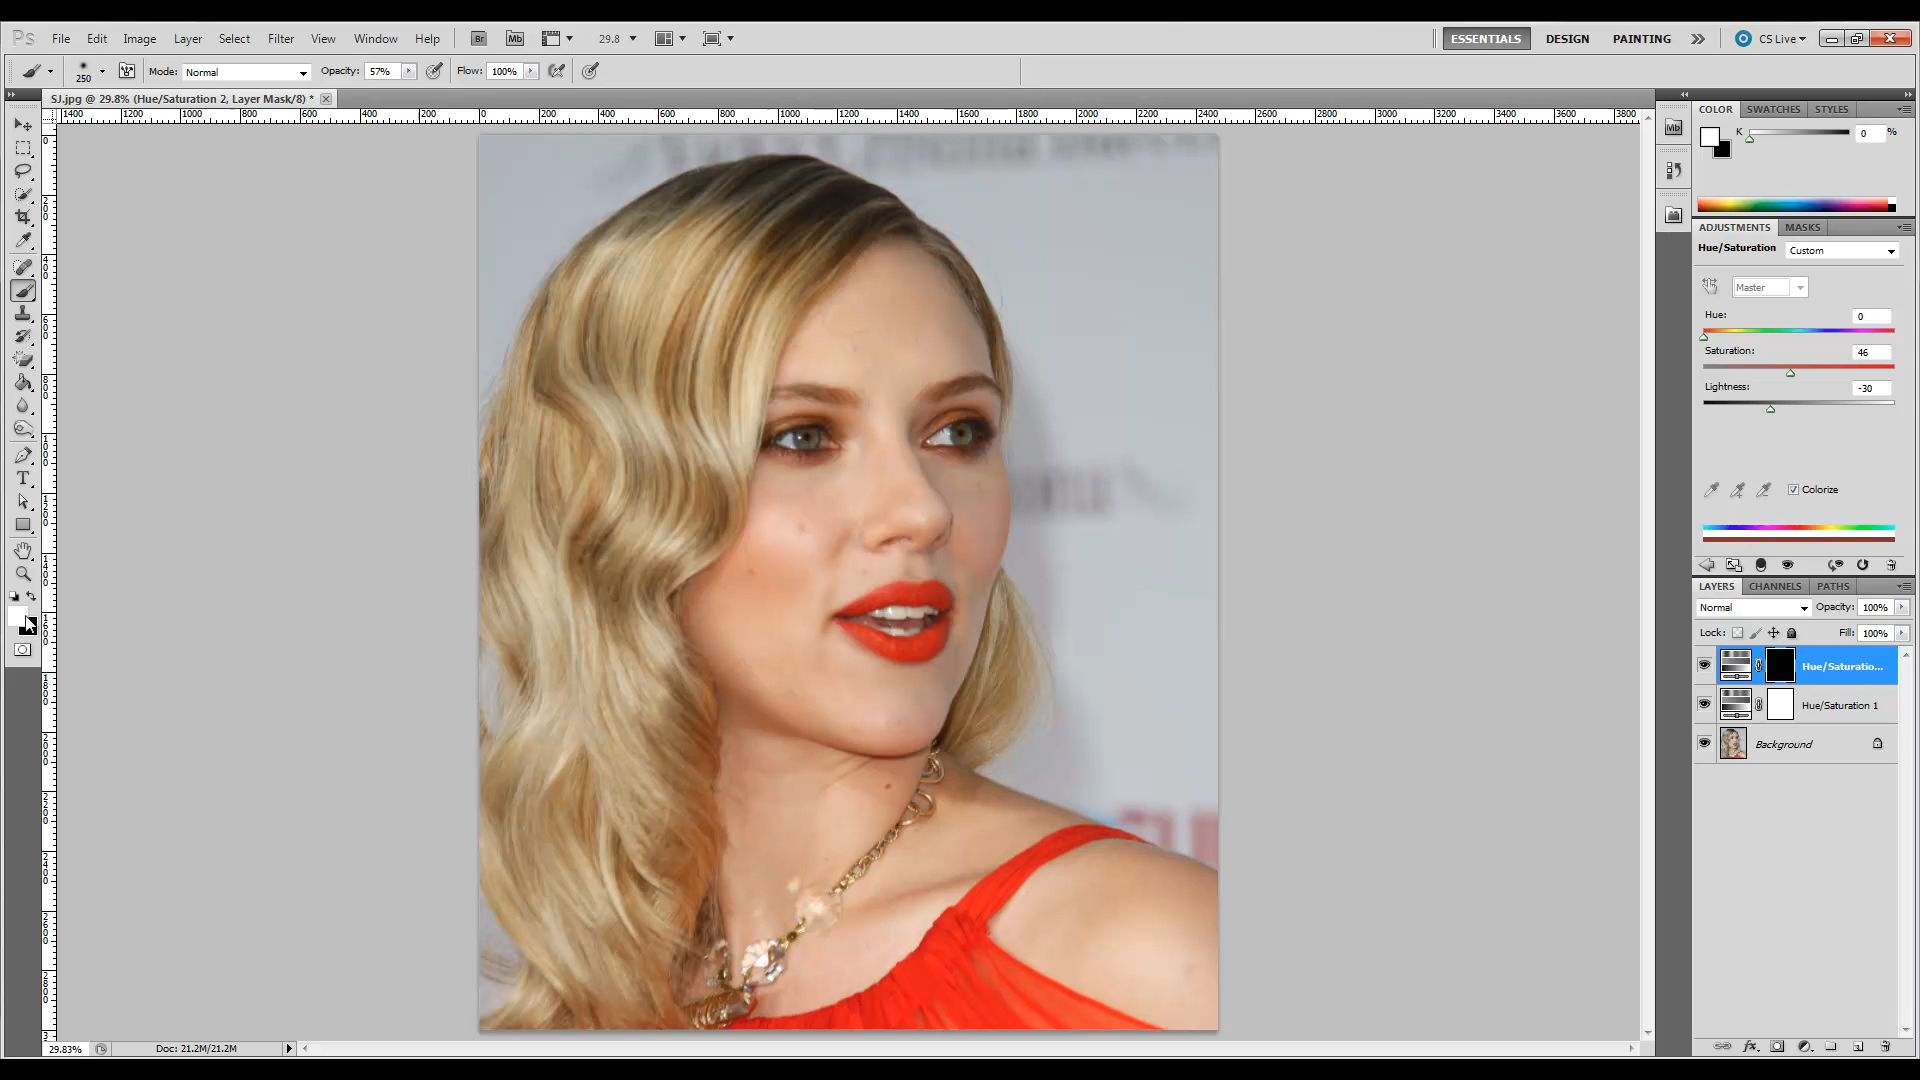 Ps File Edit Image Layer Select Filter View Window Help Br Mb 29.8 ESSENTIALS DESIGN PAINTING CS Live
250 Mode: Normal Opacity: 57% Flow: 100%
SJ.jpg @ 29.8% (Hue/Saturation 2, Layer Mask/8) *
1400 1200 1000 800 600 400 200 0 200 400 600 800 1000 1200 1400 1600 1800 2000 2200 2400 2600 2800 3000 3200 3400 3600 3800
COLOR SWATCHES STYLES
Mb
K 0 %
ADJUSTMENTS MASKS
Hue/Saturation Custom
Master
Hue: 0
Saturation: 46
Lightness: -30
Colorize
LAYERS CHANNELS PATHS
Normal Opacity: 100%
Lock: Fill: 100%
Hue/Saturatio...
Hue/Saturation 1
Background
T
29.83% Doc: 21.2M/21.2M
fx